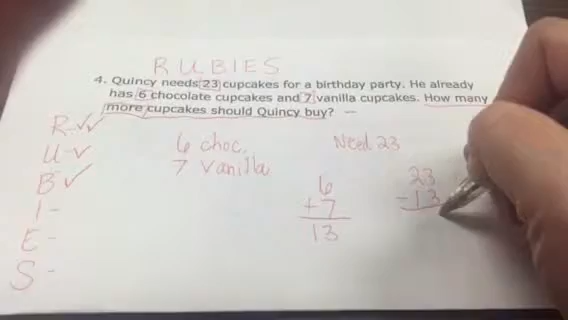 RUBIES
4. Quincy needs 23 cupcakes for a birthday party. He already
has 6 chocolate cupcakes and 7 vanilla cupcakes. How many
more cupcakes should Quincy buy?
R-✓✓
U-✓
B✓
I-
E-
S-
6 choc.
7 vanilla
Need 23
6
+7
13
23
-13